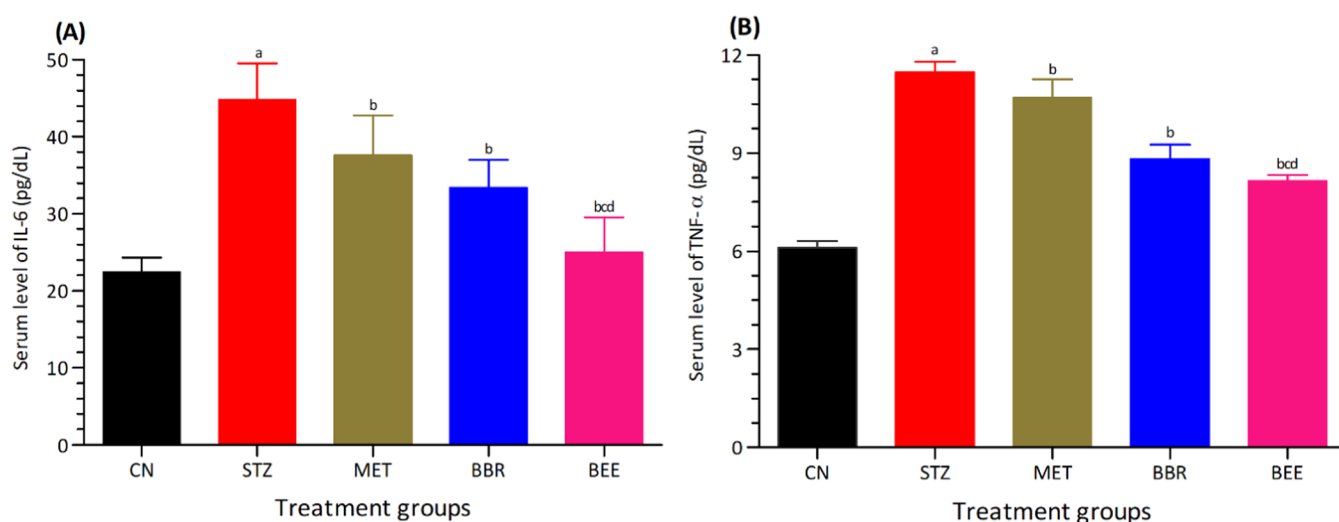 (A)
Serum level of IL-6 (pg/dL)
50
40
30
20
10
0
a
b
b
bcd
CN STZ MET BBR BEE
Treatment groups
(B)
Serum level of TNF- α (pg/dL)
12
9
6
3
0
a
b
b
bcd
CN STZ MET BBR BEE
Treatment groups